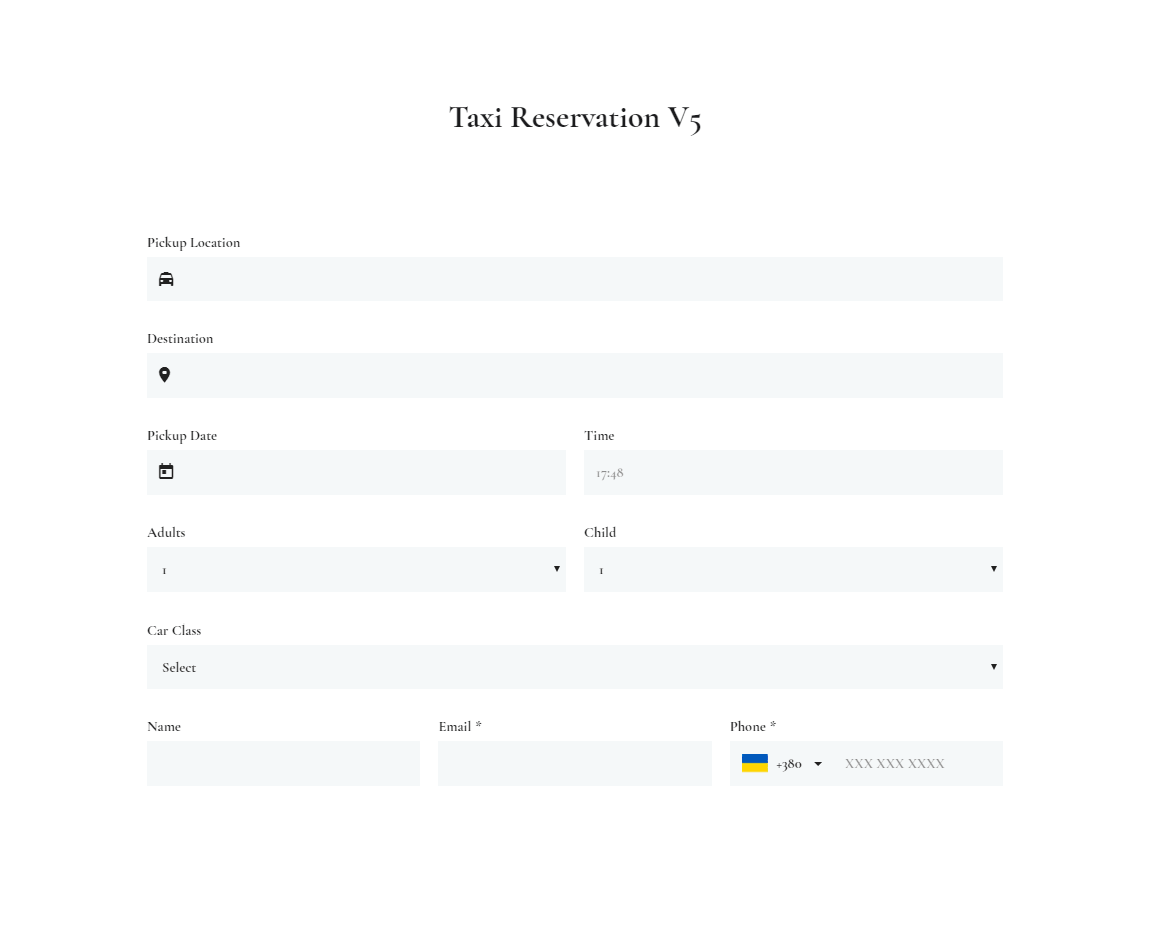 Taxi Reservation V5
Pickup Location
Destination
Pickup Date Time
17:48
Adults Child
1 1
Car Class
Select
Name Email * Phone *
+380 XXX XXX XXXX